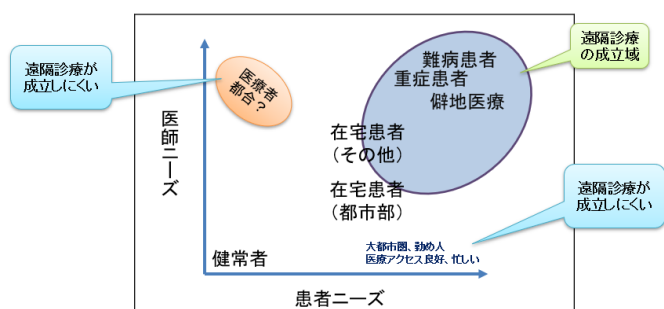 遠隔診療が
成立しにくい
医療者
都合？
難病患者
重症患者
僻地医療
遠隔診療
の成立域
医師ニーズ
在宅患者
（その他）
在宅患者
（都市部）
遠隔診療が
成立しにくい
大都市圏、勤め人
医療アクセス良好、忙しい
健常者
患者ニーズ